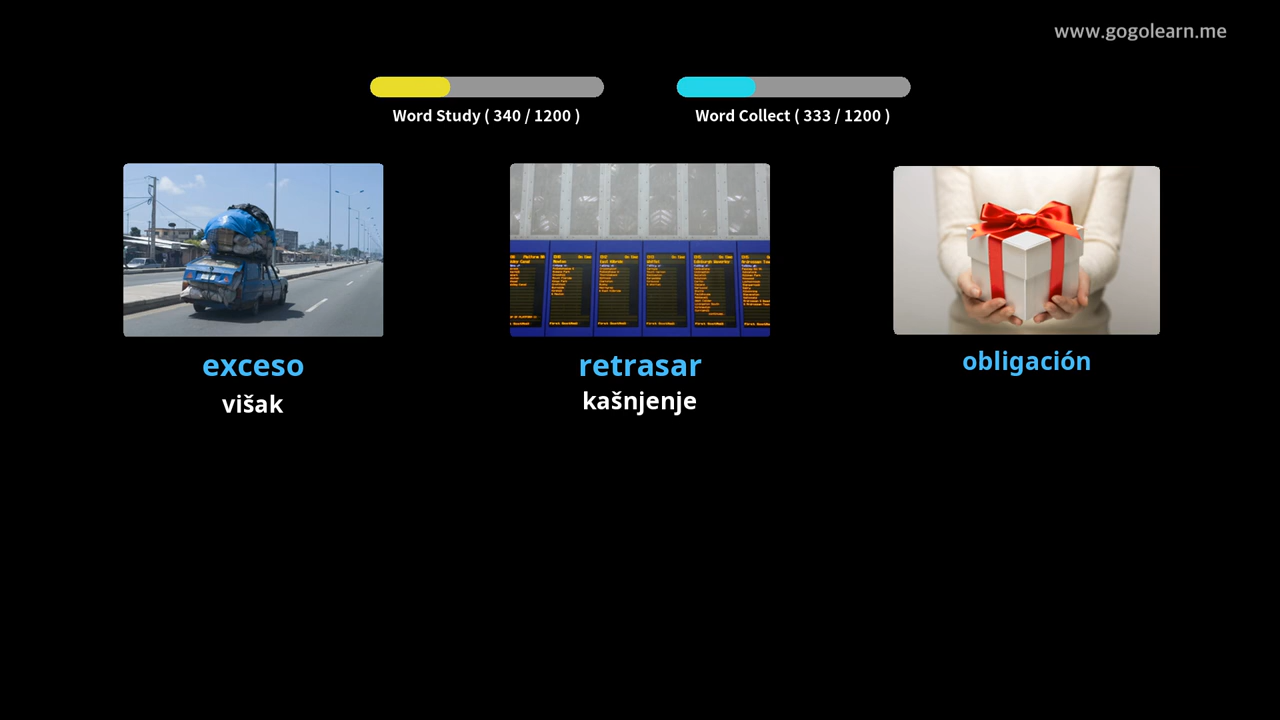 www.gogolearn.me
Word Study ( 340 / 1200 )
Word Collect ( 333 / 1200 )
exceso
retrasar
obligación
višak
kašnjenje